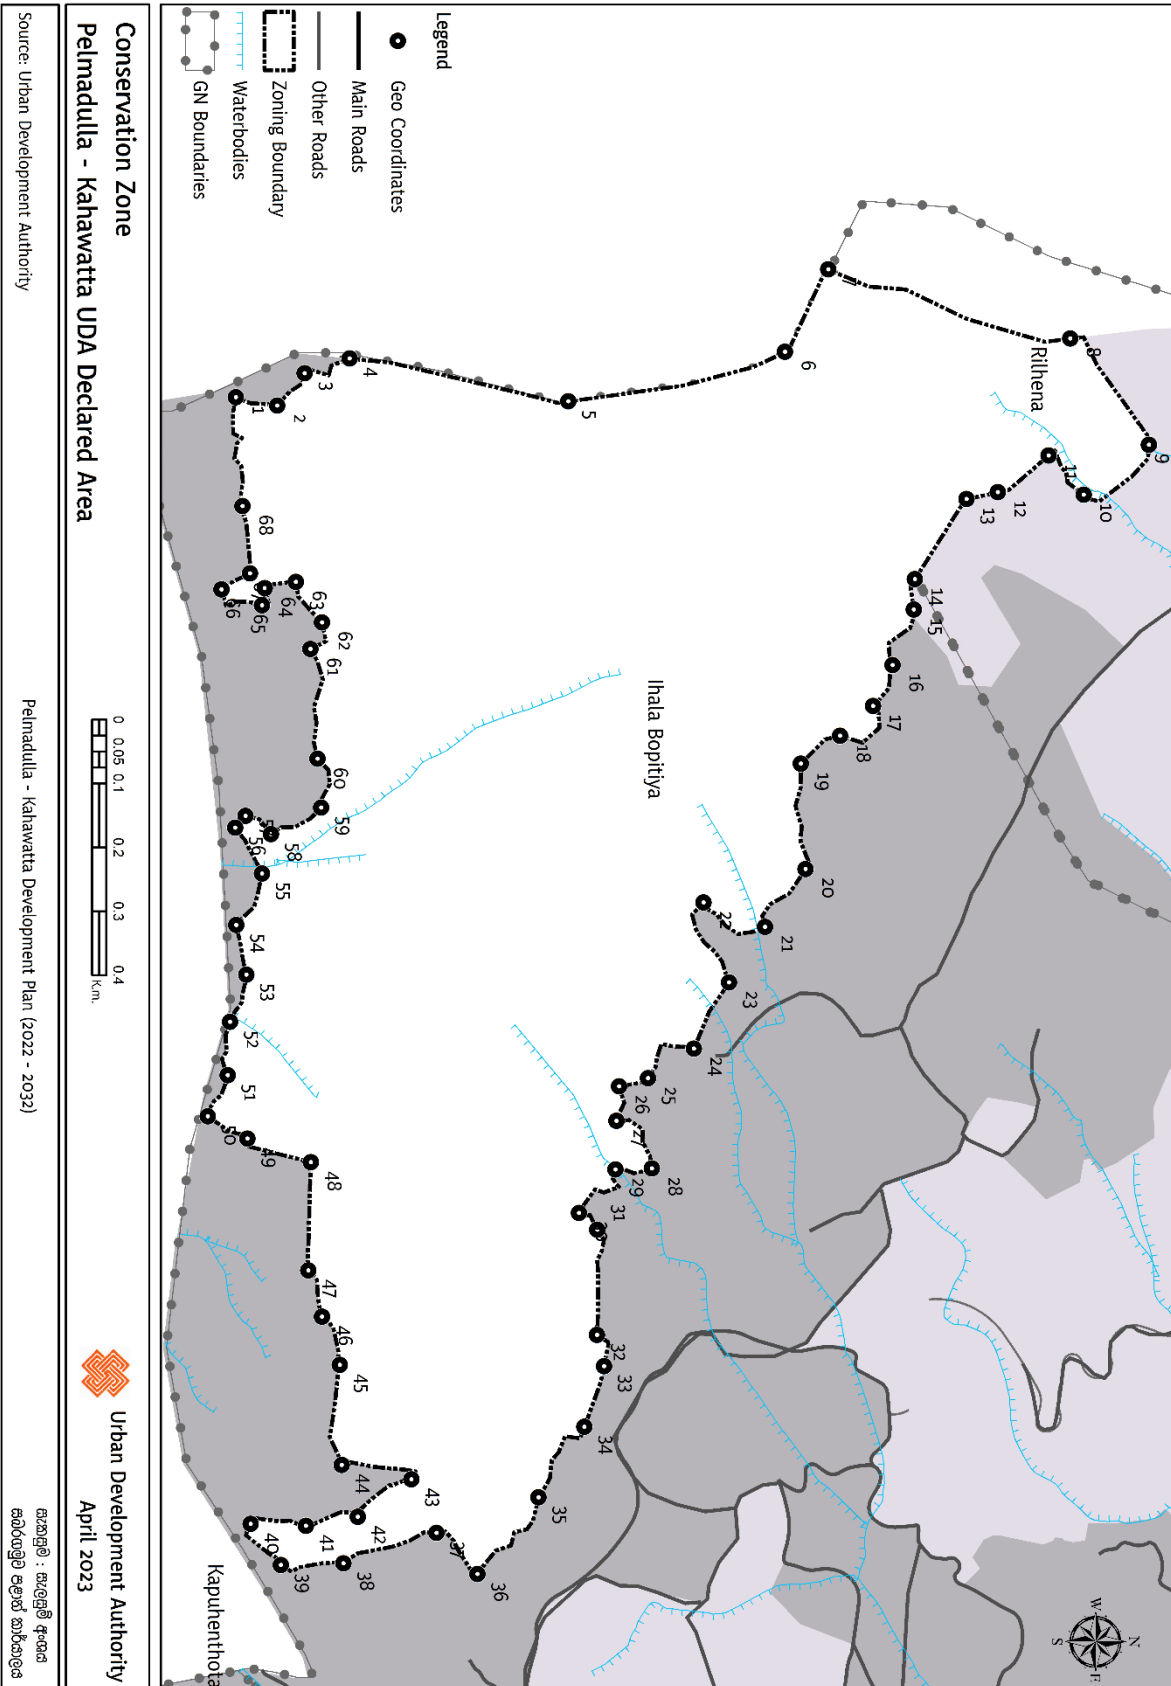 Legend
Geo Coordinates
Main Roads
Other Roads
Zoning Boundary
Waterbodies
GN Boundaries
Rilhena
Ihala Bopitiya
Kapuhenthota
1
2
3
4
5
6
8
9
10
11
12
13
14
15
16
17
18
19
20
21
22
23
24
25
26
27
28
29
31
32
33
34
35
36
37
38
39
40
41
42
43
44
45
46
47
48
49
50
51
52
53
54
55
56
57
58
59
60
61
62
63
64
65
66
68
N
E
S
W
Conservation Zone
Pelmadulla - Kahawatta UDA Declared Area
0 0.05 0.1 0.2 0.3 0.4
K.m.
Urban Development Authority
April 2023
Source: Urban Development Authority
Pelmadulla - Kahawatta Development Plan (2022 - 2032)